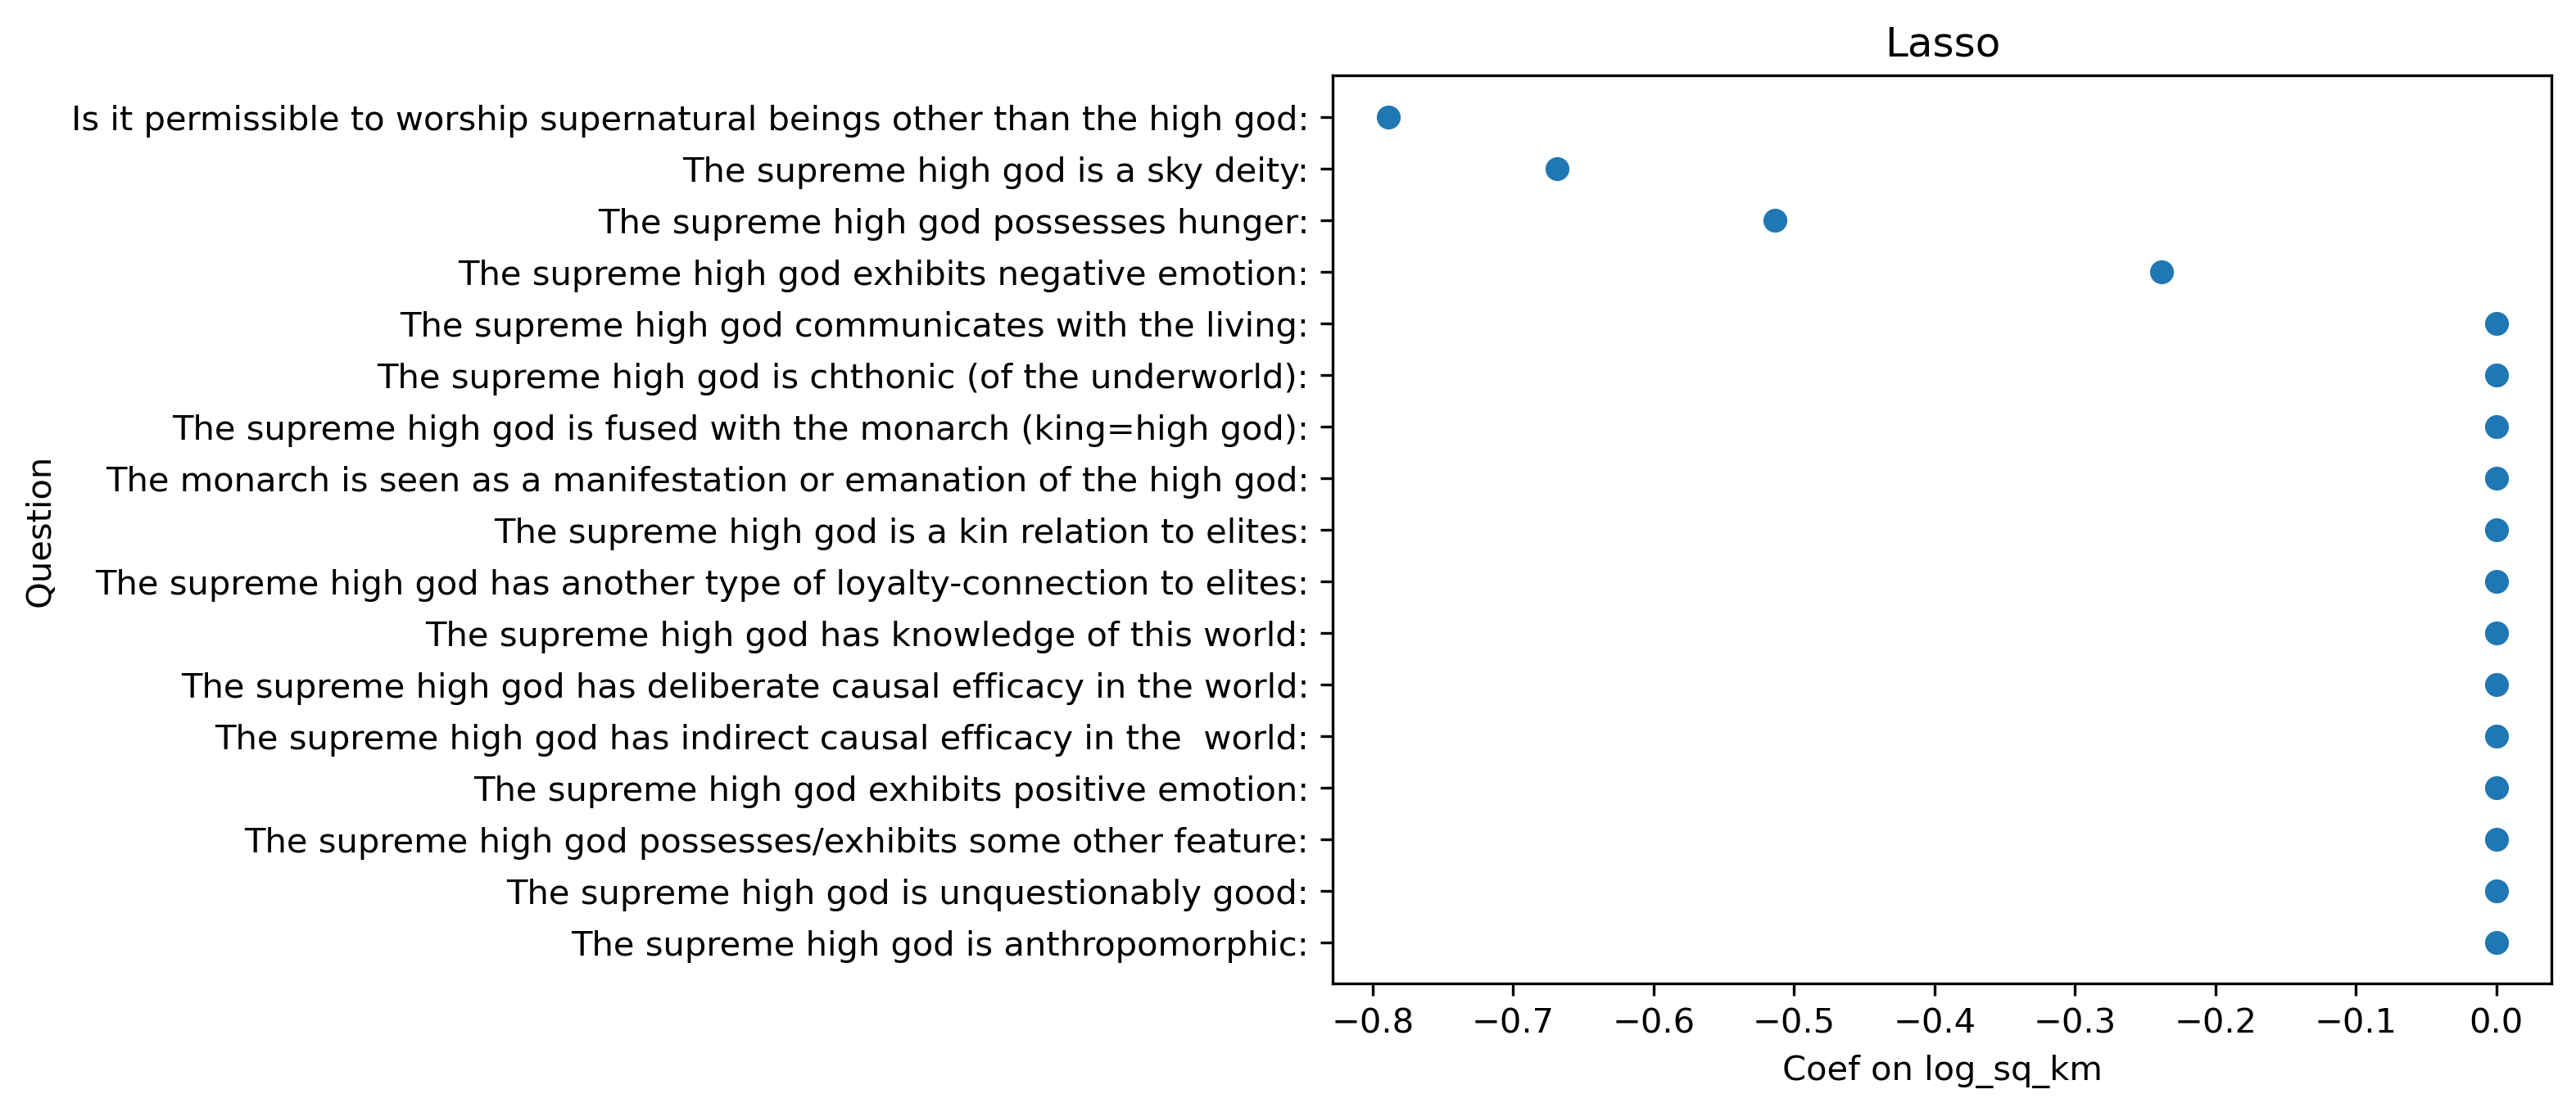 Lasso
Is it permissible to worship supernatural beings other than the high god:
The supreme high god is a sky deity:
The supreme high god possesses hunger:
The supreme high god exhibits negative emotion:
The supreme high god communicates with the living:
The supreme high god is chthonic (of the underworld):
The supreme high god is fused with the monarch (king=high god):
The monarch is seen as a manifestation or emanation of the high god:
The supreme high god is a kin relation to elites:
The supreme high god has another type of loyalty-connection to elites:
The supreme high god has knowledge of this world:
The supreme high god has deliberate causal efficacy in the world:
The supreme high god has indirect causal efficacy in the  world:
The supreme high god exhibits positive emotion:
The supreme high god possesses/exhibits some other feature:
The supreme high god is unquestionably good:
The supreme high god is anthropomorphic:
Question
−0.8 −0.7 −0.6 −0.5 −0.4 −0.3 −0.2 −0.1 0.0
Coef on log_sq_km